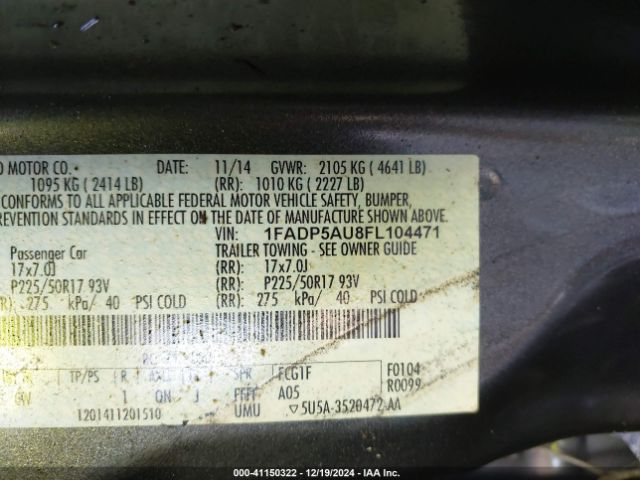 MOTOR CO. DATE: 11/14 GVWR: 2105 KG ( 4641 LB)
1095 KG ( 2414 LB) (RR): 1010 KG ( 2227 LB)
CONFORMS TO ALL APPLICABLE FEDERAL MOTOR VEHICLE SAFETY, BUMPER,
PREVENTION STANDARDS IN EFFECT ON THE DATE OF MANUFACTURE SHOWN ABOVE.
VIN: 1FADP5AU8FL104471
Passenger Car TRAILER TOWING - SEE OWNER GUIDE
17x7.0J (RR): 17x7.0J
P225/50R17 93V (RR): P225/50R17 93V
275 kPa/ 40 PSI COLD (RR): 275 kPa/ 40 PSI COLD
TP/PS R SPR FCG1F F0104
1 J FFFF A05 R0099
1201411201510 UMU ▽5U5A-3520472-AA
000-41150322 - 12/19/2024 - IAA Inc.